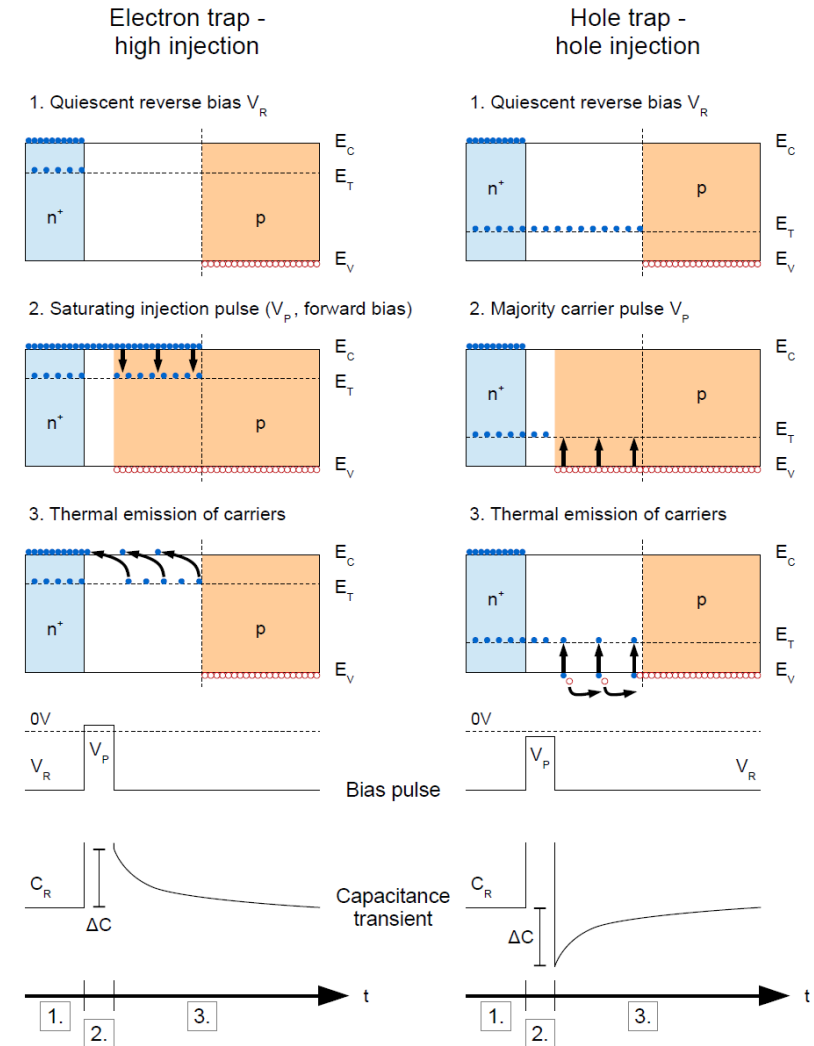 Electron trap -
high injection
1. Quiescent reverse bias V_R
E_C
E_T
n⁺
p
E_V
2. Saturating injection pulse (V_P, forward bias)
E_C
E_T
n⁺
p
E_V
3. Thermal emission of carriers
E_C
E_T
n⁺
p
E_V
Hole trap -
hole injection
1. Quiescent reverse bias V_R
E_C
n⁺
p
E_T
E_V
2. Majority carrier pulse V_P
E_C
n⁺
p
E_T
E_V
3. Thermal emission of carriers
E_C
n⁺
p
E_T
E_V
0V
V_R
V_P
Bias pulse
0V
V_P
V_R
C_R
ΔC
Capacitance
transient
C_R
ΔC
t
1.
2.
3.
t
1.
2.
3.